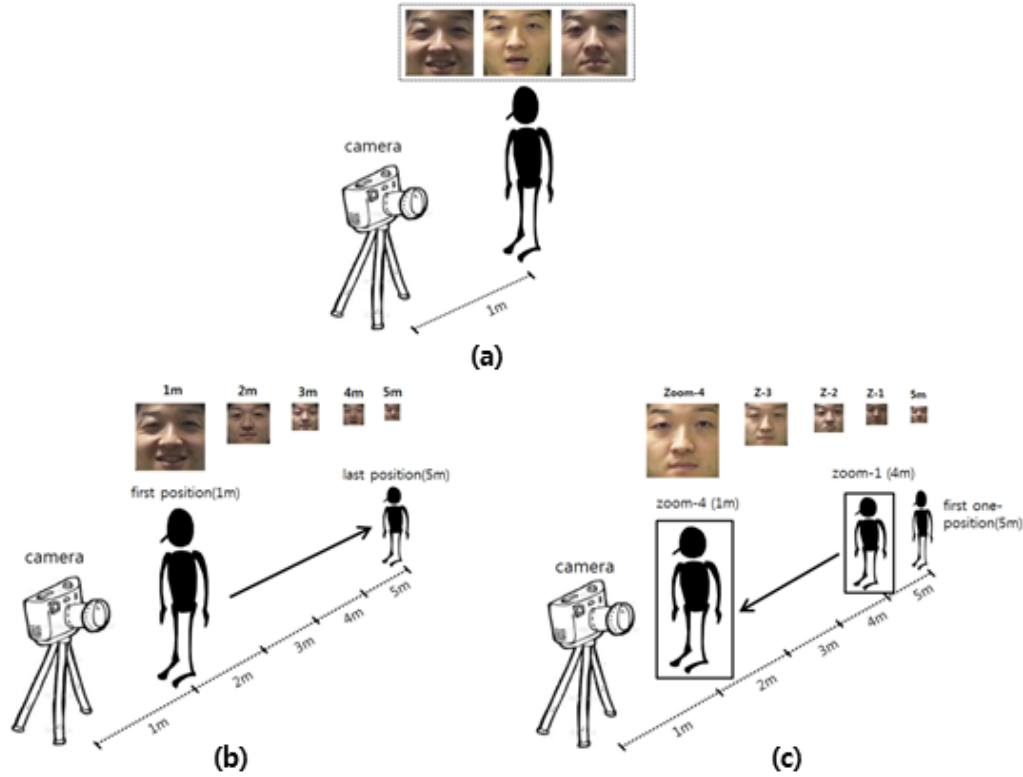 camera
1m
(a)
1m 2m 3m 4m 5m
first position(1m)
last position(5m)
camera
1m
2m
3m
4m
5m
(b)
Zoom-4 Z-3 Z-2 Z-1 5m
zoom-4 (1m)
zoom-1 (4m)
first one-
position(5m)
camera
1m
2m
3m
4m
5m
(c)